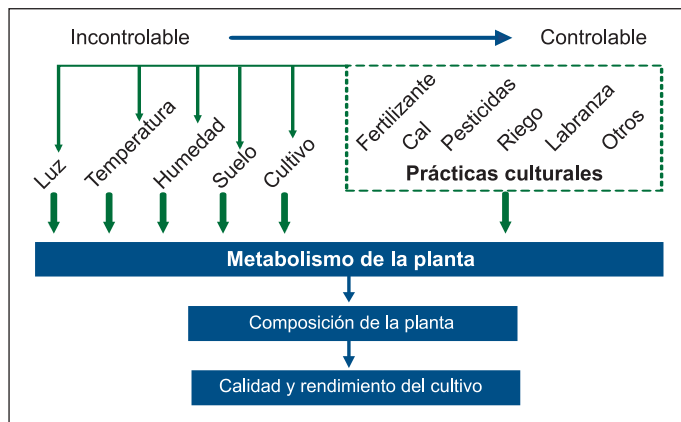 Incontrolable
Controlable
Luz
Temperatura
Humedad
Suelo
Cultivo
Fertilizante
Cal
Pesticidas
Riego
Labranza
Otros
Prácticas culturales
Metabolismo de la planta
Composición de la planta
Calidad y rendimiento del cultivo